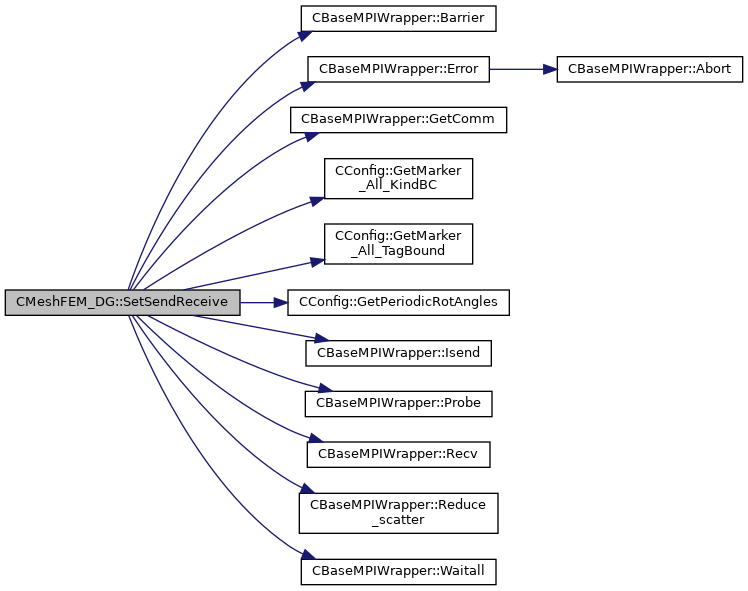 CBaseMPIWrapper::Barrier
CBaseMPIWrapper::Error
CBaseMPIWrapper::Abort
CBaseMPIWrapper::GetComm
CConfig::GetMarker
_All_KindBC
CConfig::GetMarker
_All_TagBound
CMeshFEM_DG::SetSendReceive
CConfig::GetPeriodicRotAngles
CBaseMPIWrapper::Isend
CBaseMPIWrapper::Probe
CBaseMPIWrapper::Recv
CBaseMPIWrapper::Reduce
_scatter
CBaseMPIWrapper::Waitall